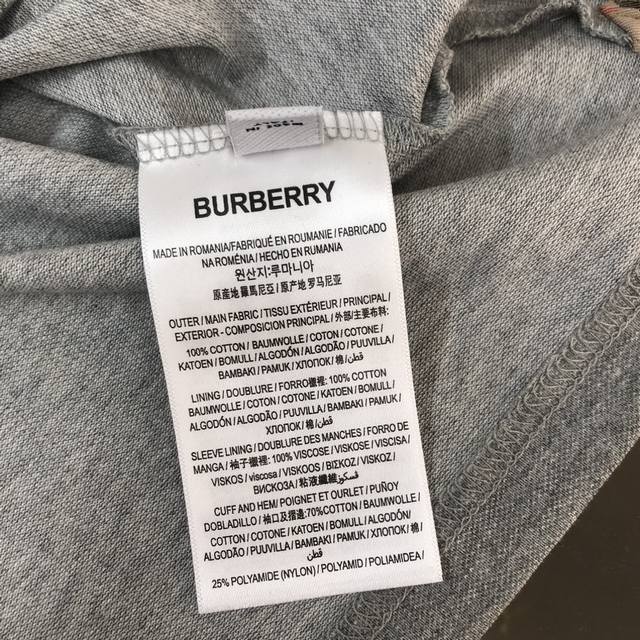 BURBERRY
MADE IN ROMANIA/FABRIQUÉ EN ROUMANIE / FABRICADO
NA ROMÉNIA / HECHO EN RUMANIA
원산지:루마니아
原産地 羅馬尼亞 / 原产地 罗马尼亚
OUTER / MAIN FABRIC / TISSU EXTÉRIEUR / PRINCIPAL /
EXTERIOR - COMPOSICION PRINCIPAL / 外部/主要布料:
100% COTTON / BAUMWOLLE / COTON / COTONE /
KATOEN / BOMULL / ALGODÓN / ALGODÃO / PUUVILLA /
BAMBAKI / PAMUK / ХЛОПОК / 棉 / قطن
LINING / DOUBLURE / FORRO襯裡: 100% COTTON
BAUMWOLLE / COTON / COTONE / KATOEN / BOMULL /
ALGODÓN / ALGODÃO / PUUVILLA / BAMBAKI / PAMUK /
ХЛОПОК / 棉 / قطن
SLEEVE LINING / DOUBLURE DES MANCHES / FORRO DE
MANGA / 袖子襯裡: 100% VISCOSE / VISKOSE / VISCISA /
VISKOS / viscosa / VISKOOS / BIZKOZ / VISKOZ /
ВИСКОЗА / 粘液纖維 فسكوز
CUFF AND HEM/ POIGNET ET OURLET / PUÑOY
DOBLADILLO / 袖口及摺邊:70%COTTON / BAUMWOLLE /
COTTON / COTONE / KATOEN / BOMULL / ALGODÓN/
ALGODÃO / PUUVILLA / BAMBAKI / PAMUK / ХЛОПОК / 棉/
قطن
25% POLYAMIDE (NYLON) / POLYAMID / POLIAMIDEA /